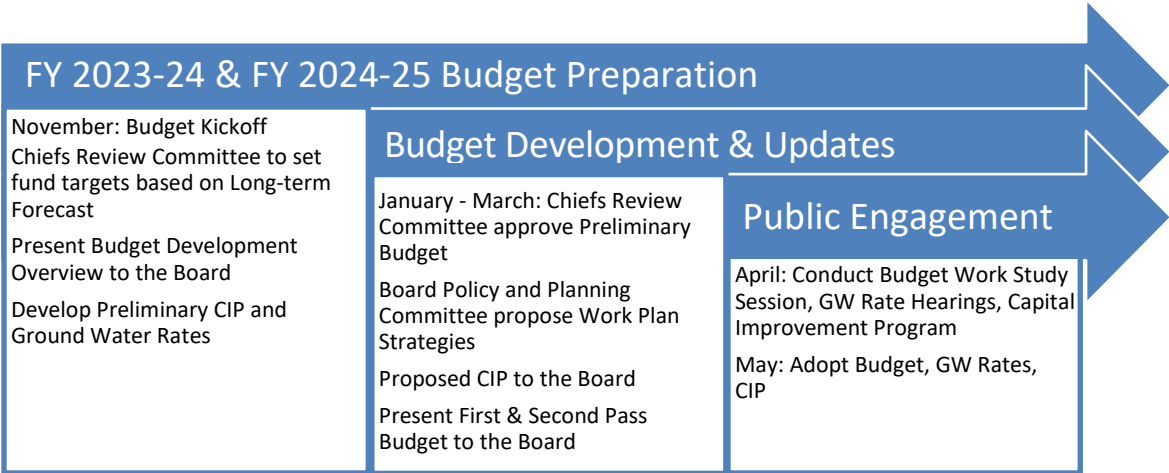 FY 2023-24 & FY 2024-25 Budget Preparation
November: Budget Kickoff
Chiefs Review Committee to set
fund targets based on Long-term
Forecast
Present Budget Development
Overview to the Board
Develop Preliminary CIP and
Ground Water Rates
Budget Development & Updates
January - March: Chiefs Review
Committee approve Preliminary
Budget
Board Policy and Planning
Committee propose Work Plan
Strategies
Proposed CIP to the Board
Present First & Second Pass
Budget to the Board
Public Engagement
April: Conduct Budget Work Study
Session, GW Rate Hearings, Capital
Improvement Program
May: Adopt Budget, GW Rates,
CIP